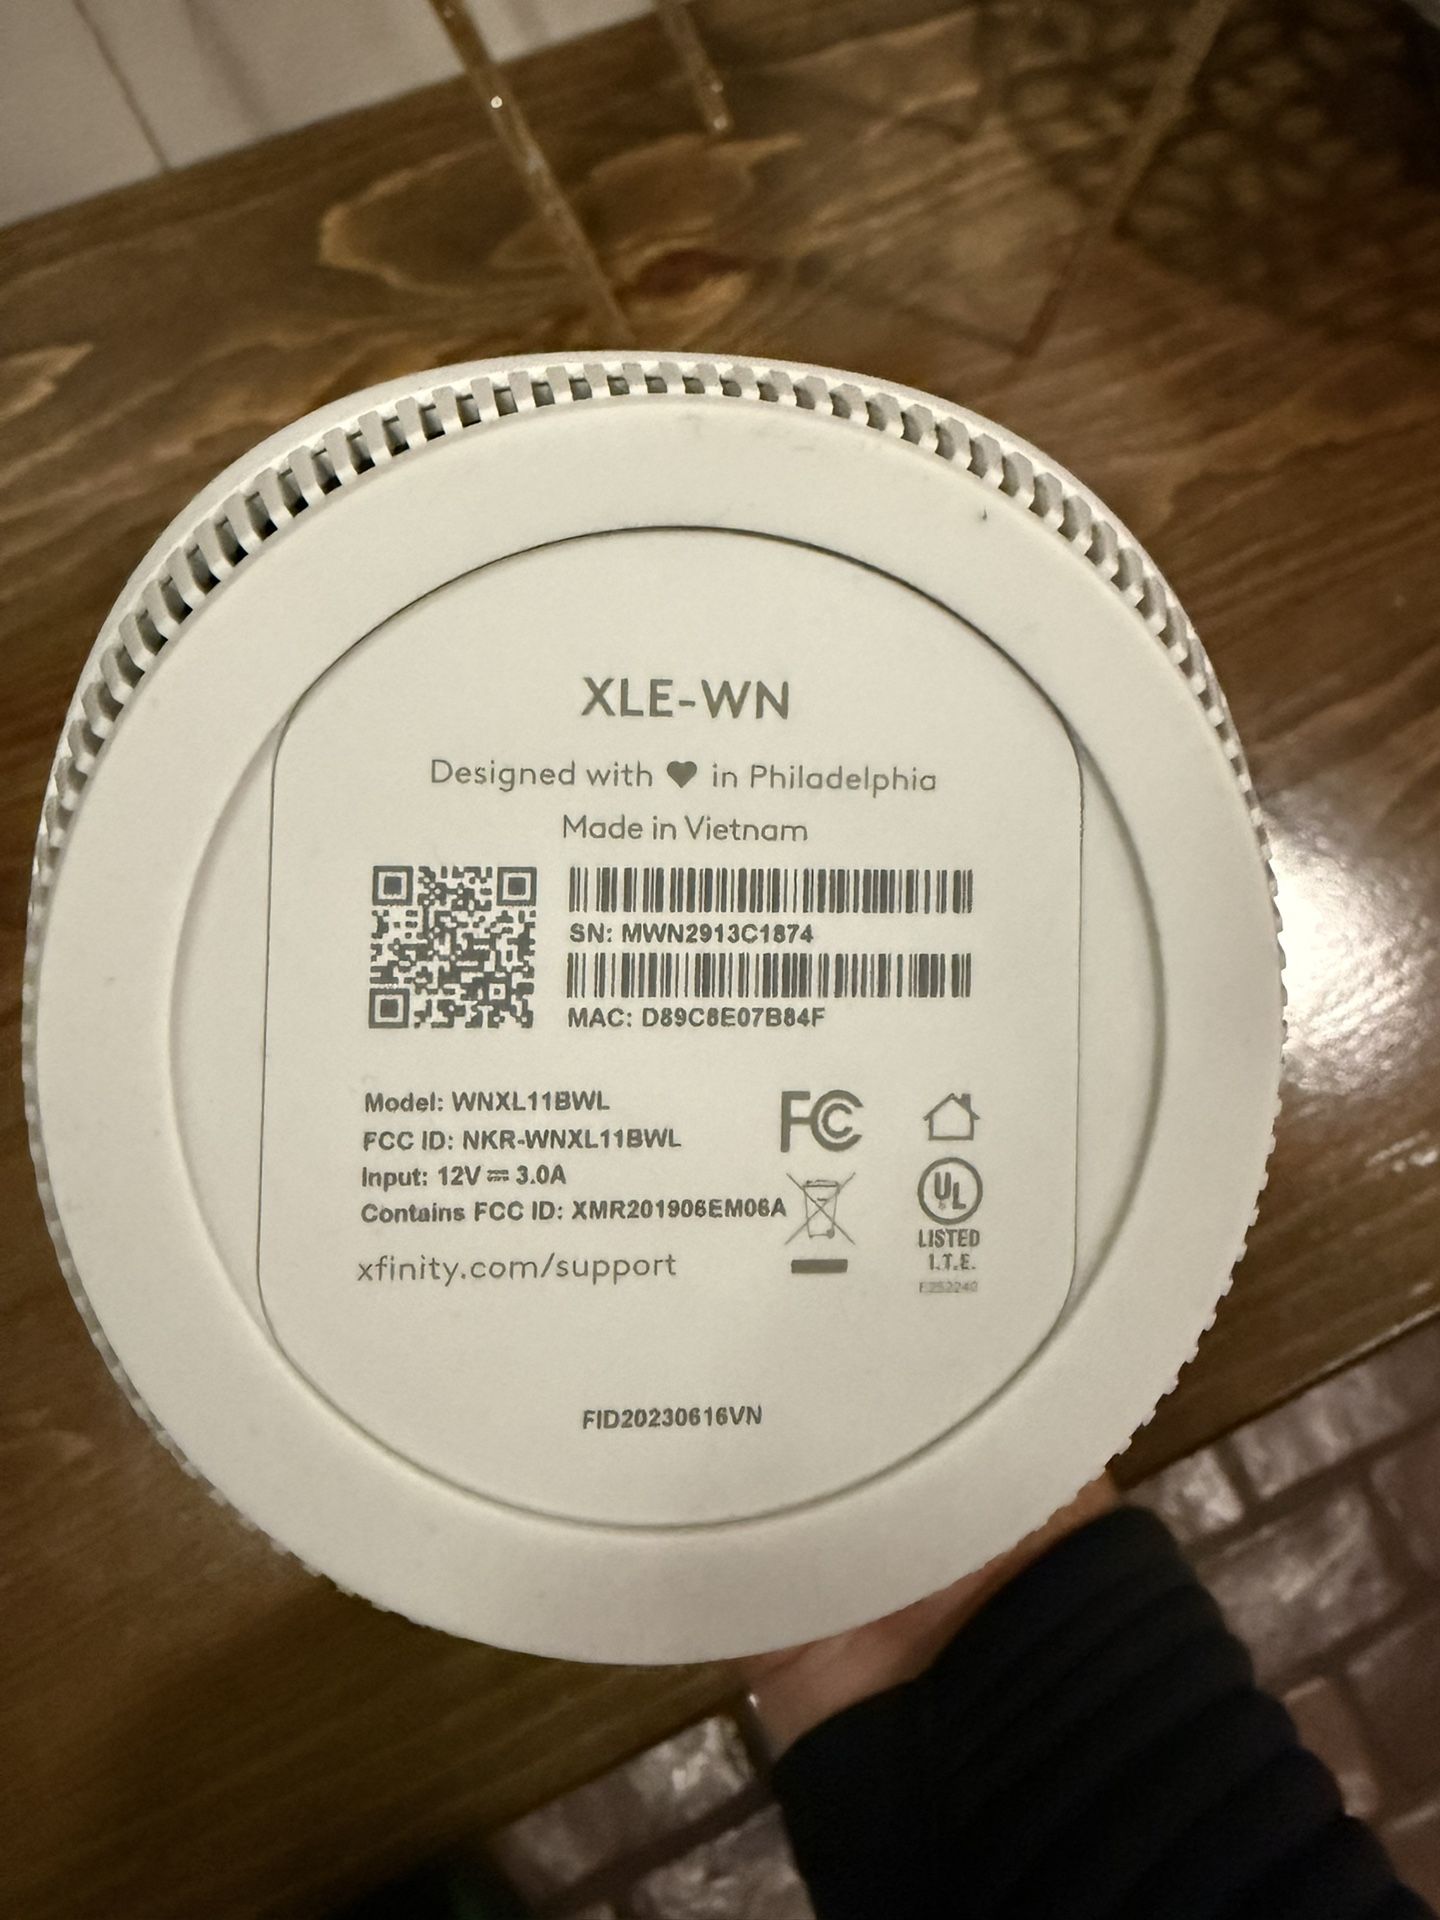 XLE-WN
Designed with ♥ in Philadelphia
Made in Vietnam
SN: MWN2913C1874
MAC: D89C8E07B84F
Model: WNXL11BWL
FCC ID: NKR-WNXL11BWL
Input: 12V ⎓ 3.0A
Contains FCC ID: XMR201906EM06A
xfinity.com/support
FC
UL
LISTED
I.T.E.
FID20230616VN